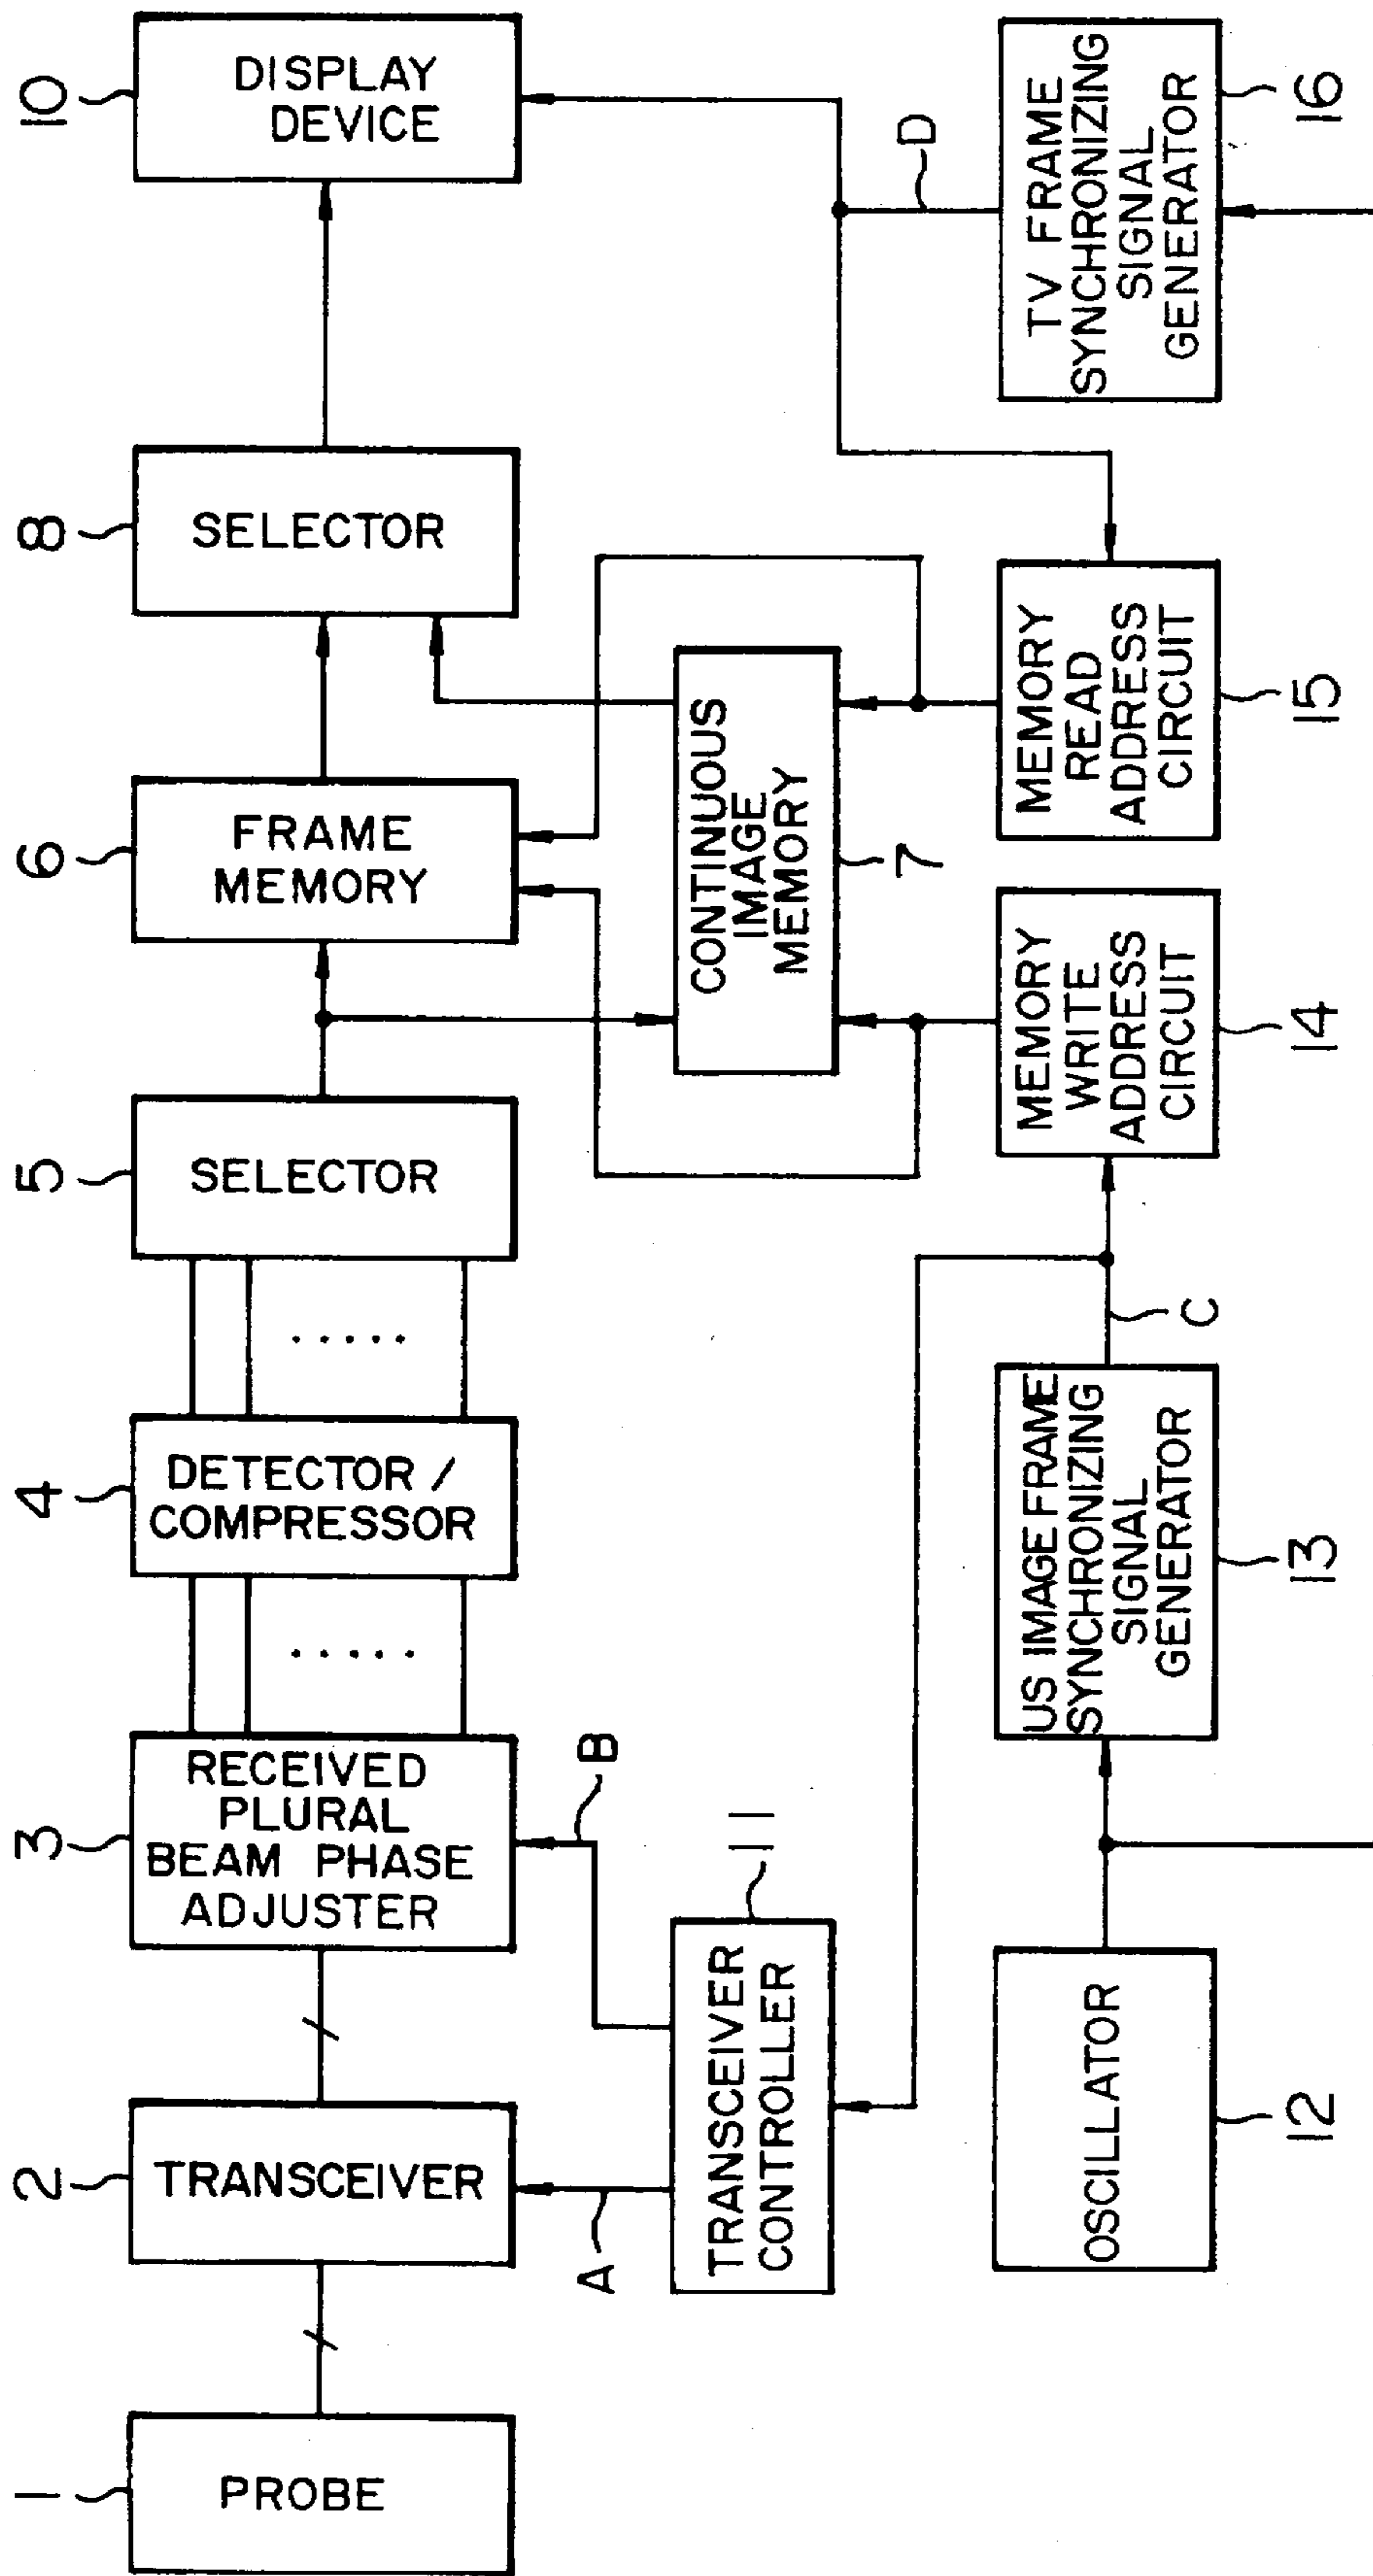 1
PROBE
2
TRANSCEIVER
3
RECEIVED
PLURAL
BEAM PHASE
ADJUSTER
4
DETECTOR /
COMPRESSOR
5
SELECTOR
6
FRAME
MEMORY
8
SELECTOR
10
DISPLAY
DEVICE
A
B
TRANSCEIVER
CONTROLLER
11
CONTINUOUS
IMAGE
MEMORY
7
OSCILLATOR
12
US IMAGE FRAME
SYNCHRONIZING
SIGNAL
GENERATOR
13
C
MEMORY
WRITE
ADDRESS
CIRCUIT
14
MEMORY
READ
ADDRESS
CIRCUIT
15
D
TV FRAME
SYNCHRONIZING
SIGNAL
GENERATOR
16